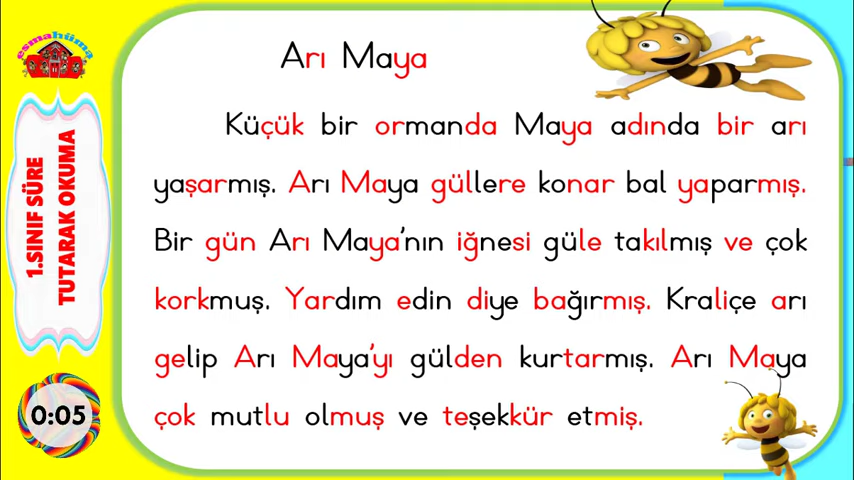 esmahüma
1.SINIF SÜRE
TUTARAK OKUMA
0:05
Arı Maya
Küçük bir ormanda Maya adında bir arı
yaşarmış. Arı Maya güllere konar bal yaparmış.
Bir gün Arı Maya'nın iğnesi güle takılmış ve çok
korkmuş. Yardım edin diye bağırmış. Kraliçe arı
gelip Arı Maya'yı gülden kurtarmış. Arı Maya
çok mutlu olmuş ve teşekkür etmiş.